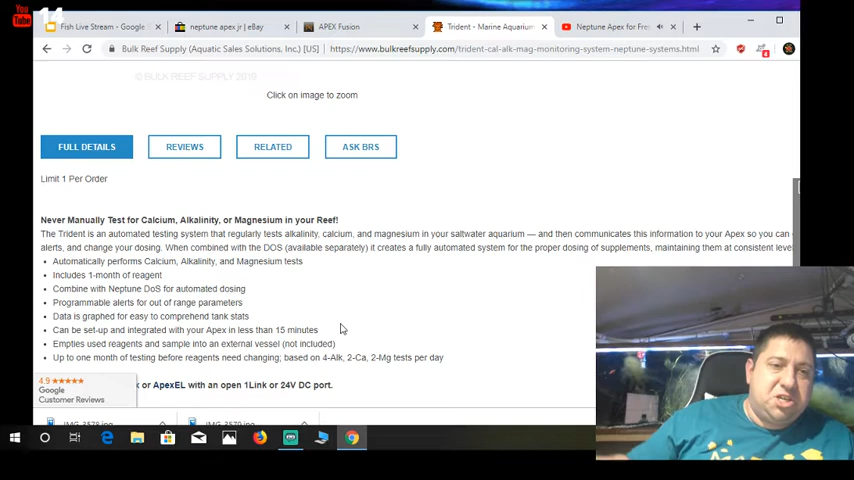 You Tube 14
Fish Live Stream - Google S
neptune apex jr | eBay
APEX Fusion
Trident - Marine Aquarium
Neptune Apex for Fre
Bulk Reef Supply (Aquatic Sales Solutions, Inc.) [US] | https://www.bulkreefsupply.com/trident-cal-alk-mag-monitoring-system-neptune-systems.html
4
© BULK REEF SUPPLY 2019
Click on image to zoom
FULL DETAILS REVIEWS RELATED ASK BRS
Limit 1 Per Order
Never Manually Test for Calcium, Alkalinity, or Magnesium in your Reef!
The Trident is an automated testing system that regularly tests alkalinity, calcium, and magnesium in your saltwater aquarium — and then communicates this information to your Apex so you can
alerts, and change your dosing. When combined with the DOS (available separately) it creates a fully automated system for the proper dosing of supplements, maintaining them at consistent level
• Automatically performs Calcium, Alkalinity, and Magnesium tests
• Includes 1-month of reagent
• Combine with Neptune DoS for automated dosing
• Programmable alerts for out of range parameters
• Data is graphed for easy to comprehend tank stats
• Can be set-up and integrated with your Apex in less than 15 minutes
• Empties used reagents and sample into an external vessel (not included)
• Up to one month of testing before reagents need changing; based on 4-Alk, 2-Ca, 2-Mg tests per day
or ApexEL with an open 1Link or 24V DC port.
4.9 ★★★★★
Google
Customer Reviews
IMG_3578.jpg
IMG_3579.jpg